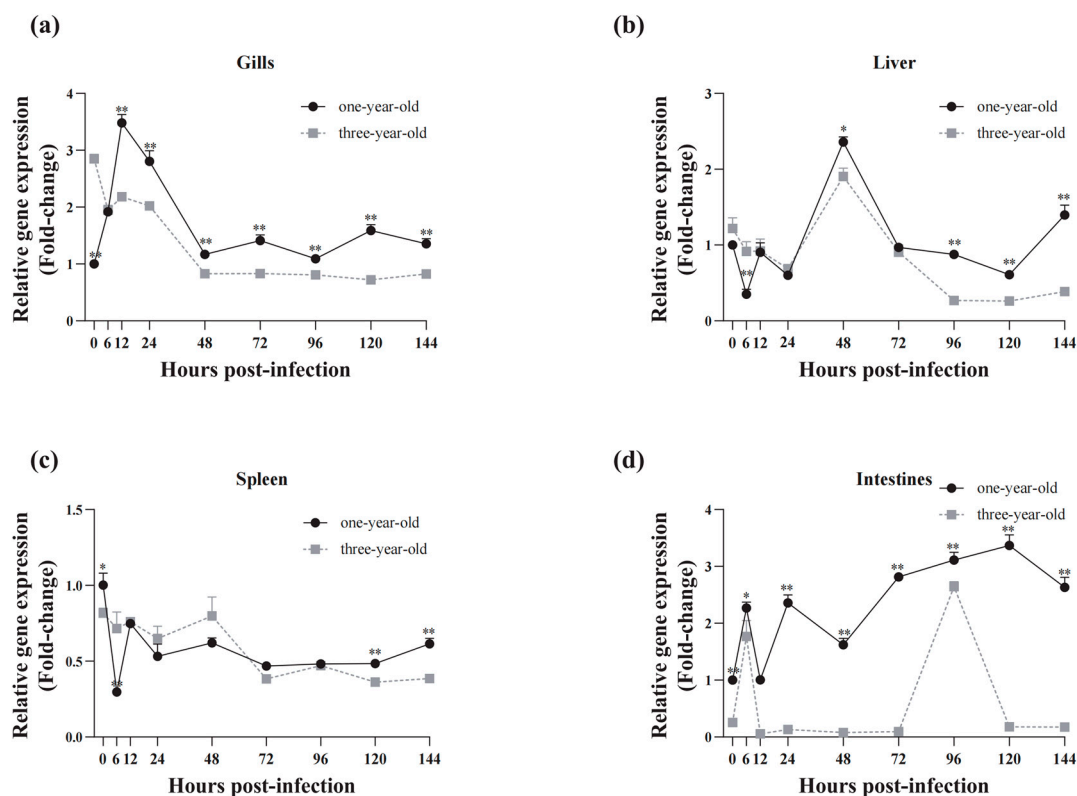 (a)
Gills
Relative gene expression
(Fold-change)
4
3
2
1
0
one-year-old
three-year-old
**
**
**
**
**
**
**
**
0 6 12 24 48 72 96 120 144
Hours post-infection
(b)
Liver
Relative gene expression
(Fold-change)
3
2
1
0
one-year-old
three-year-old
**
*
**
**
**
0 6 12 24 48 72 96 120 144
Hours post-infection
(c)
Spleen
Relative gene expression
(Fold-change)
1.5
1.0
0.5
0.0
one-year-old
three-year-old
*
**
**
**
0 6 12 24 48 72 96 120 144
Hours post-infection
(d)
Intestines
Relative gene expression
(Fold-change)
4
3
2
1
0
one-year-old
three-year-old
**
*
**
**
**
**
**
**
0 6 12 24 48 72 96 120 144
Hours post-infection